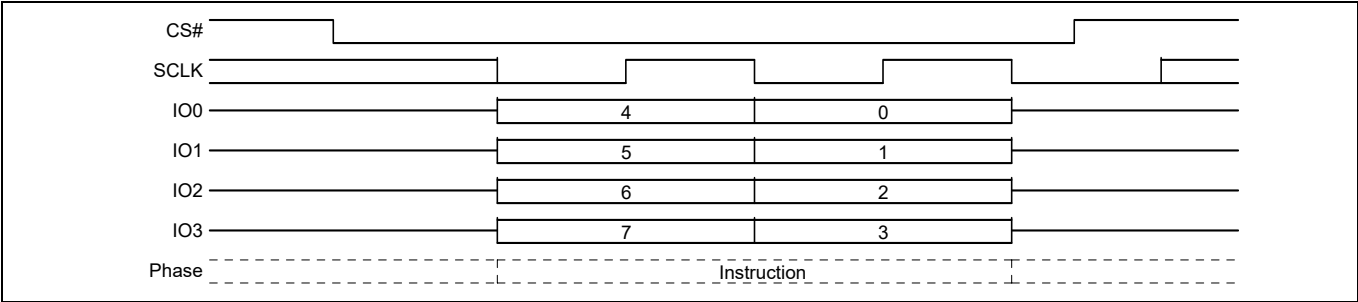 CS#
SCLK
IO0 4 0
IO1 5 1
IO2 6 2
IO3 7 3
Phase Instruction